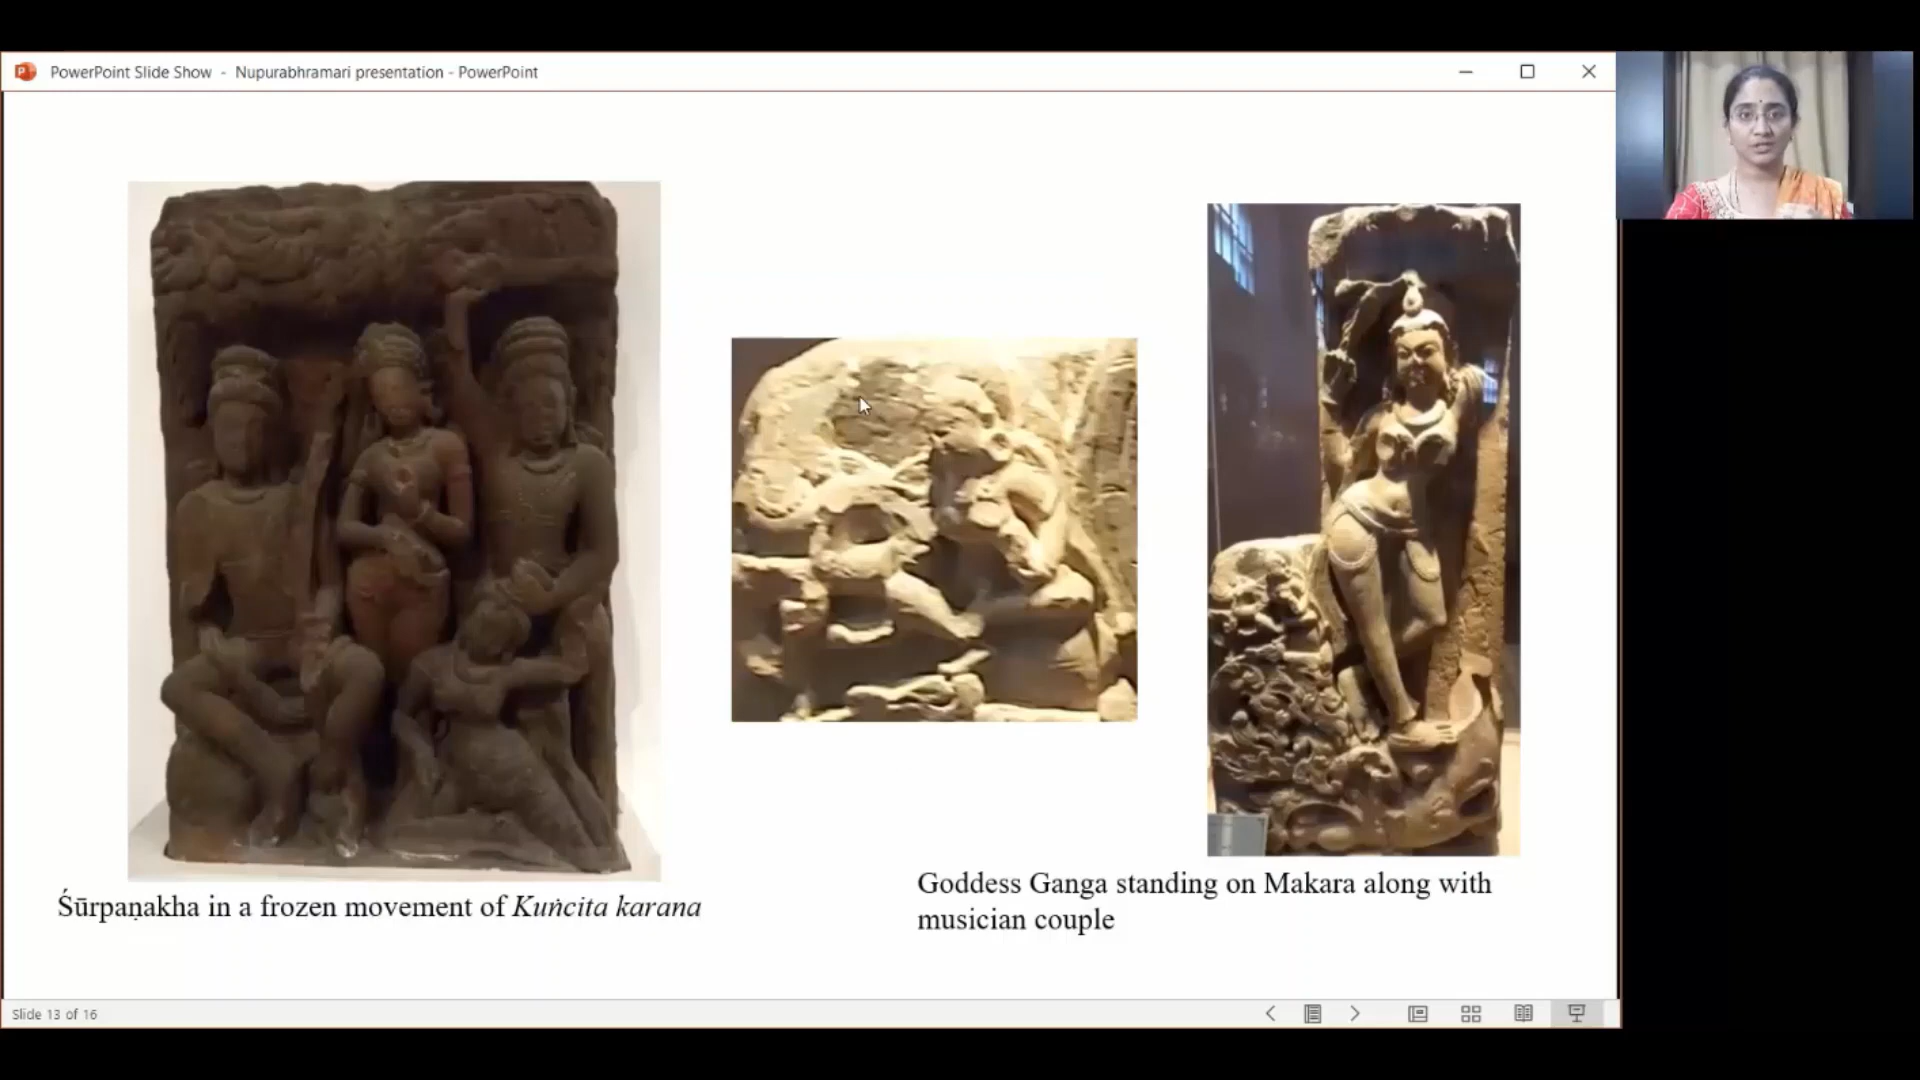 PowerPoint Slide Show - Nupurabhramari presentation - PowerPoint
Śūrpaṇakha in a frozen movement of Kuṅcita karana
Goddess Ganga standing on Makara along with
musician couple
Slide 13 of 16